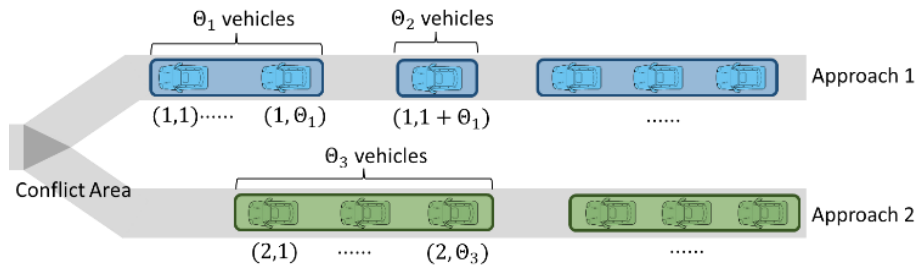 Θ₁ vehicles
Θ₂ vehicles
Approach 1
(1,1)······
(1,Θ₁)
(1,1 + Θ₁)
······
Θ₃ vehicles
Conflict Area
Approach 2
(2,1)
······
(2,Θ₃)
······